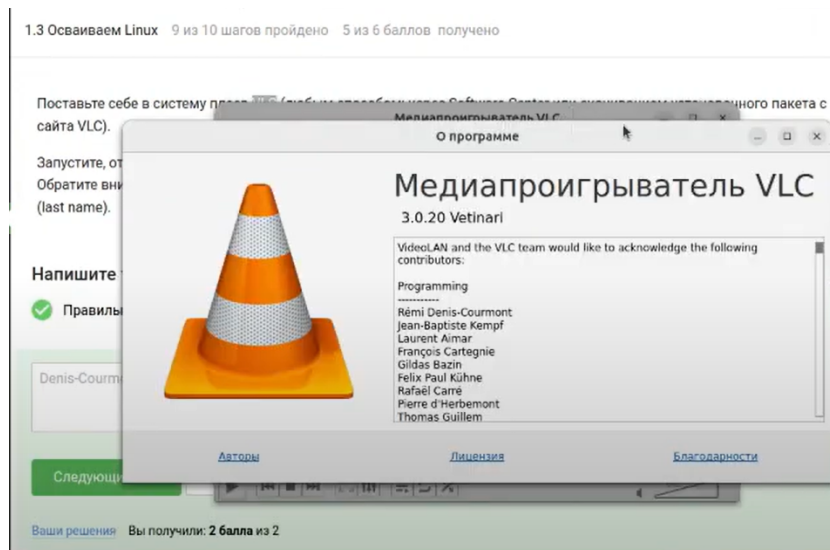 1.3 Осваиваем Linux 9 из 10 шагов пройдено 5 из 6 баллов получено
Поставьте себе в систему
ного пакета с
сайта VLC).
Медиапроигрыватель VLC
О программе
Запустите, от
Обратите вни
(last name).
Медиапроигрыватель VLC
3.0.20 Vetinari
VideoLAN and the VLC team would like to acknowledge the following
contributors:
Programming
-----------
Rémi Denis-Courmont
Jean-Baptiste Kempf
Laurent Aimar
François Cartegnie
Gildas Bazin
Felix Paul Kühne
Rafaël Carré
Pierre d'Herbemont
Thomas Guillem
Напишите
Правиль
Denis-Courm
Авторы Лицензия Благодарности
Следующи
Ваши решения Вы получили: 2 балла из 2